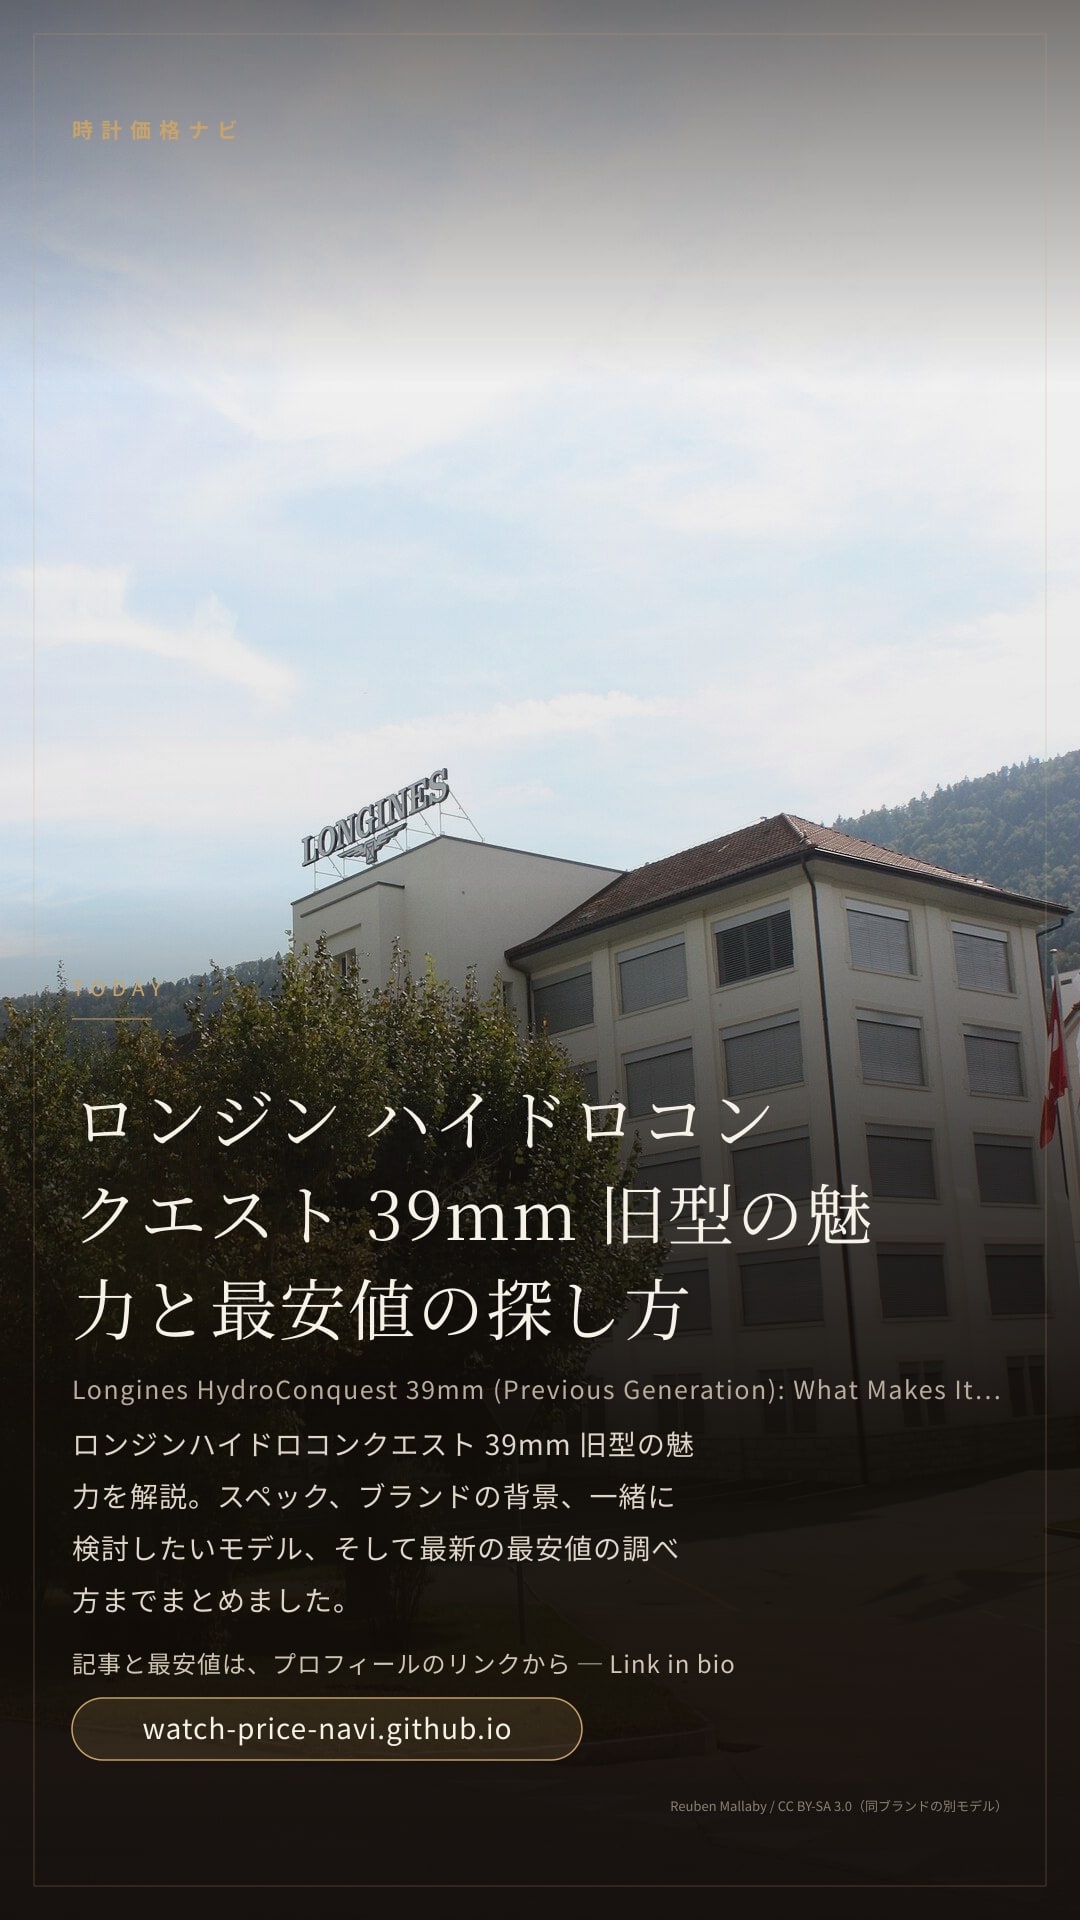 時計価格ナビ
LONGINES
TODAY
ロンジン ハイドロコン
クエスト 39mm 旧型の魅
力と最安値の探し方
Longines HydroConquest 39mm (Previous Generation): What Makes It…
ロンジンハイドロコンクエスト 39mm 旧型の魅
力を解説。スペック、ブランドの背景、一緒に
検討したいモデル、そして最新の最安値の調べ
方までまとめました。
記事と最安値は、プロフィールのリンクから — Link in bio
watch-price-navi.github.io
Reuben Mallaby / CC BY-SA 3.0（同ブランドの別モデル）